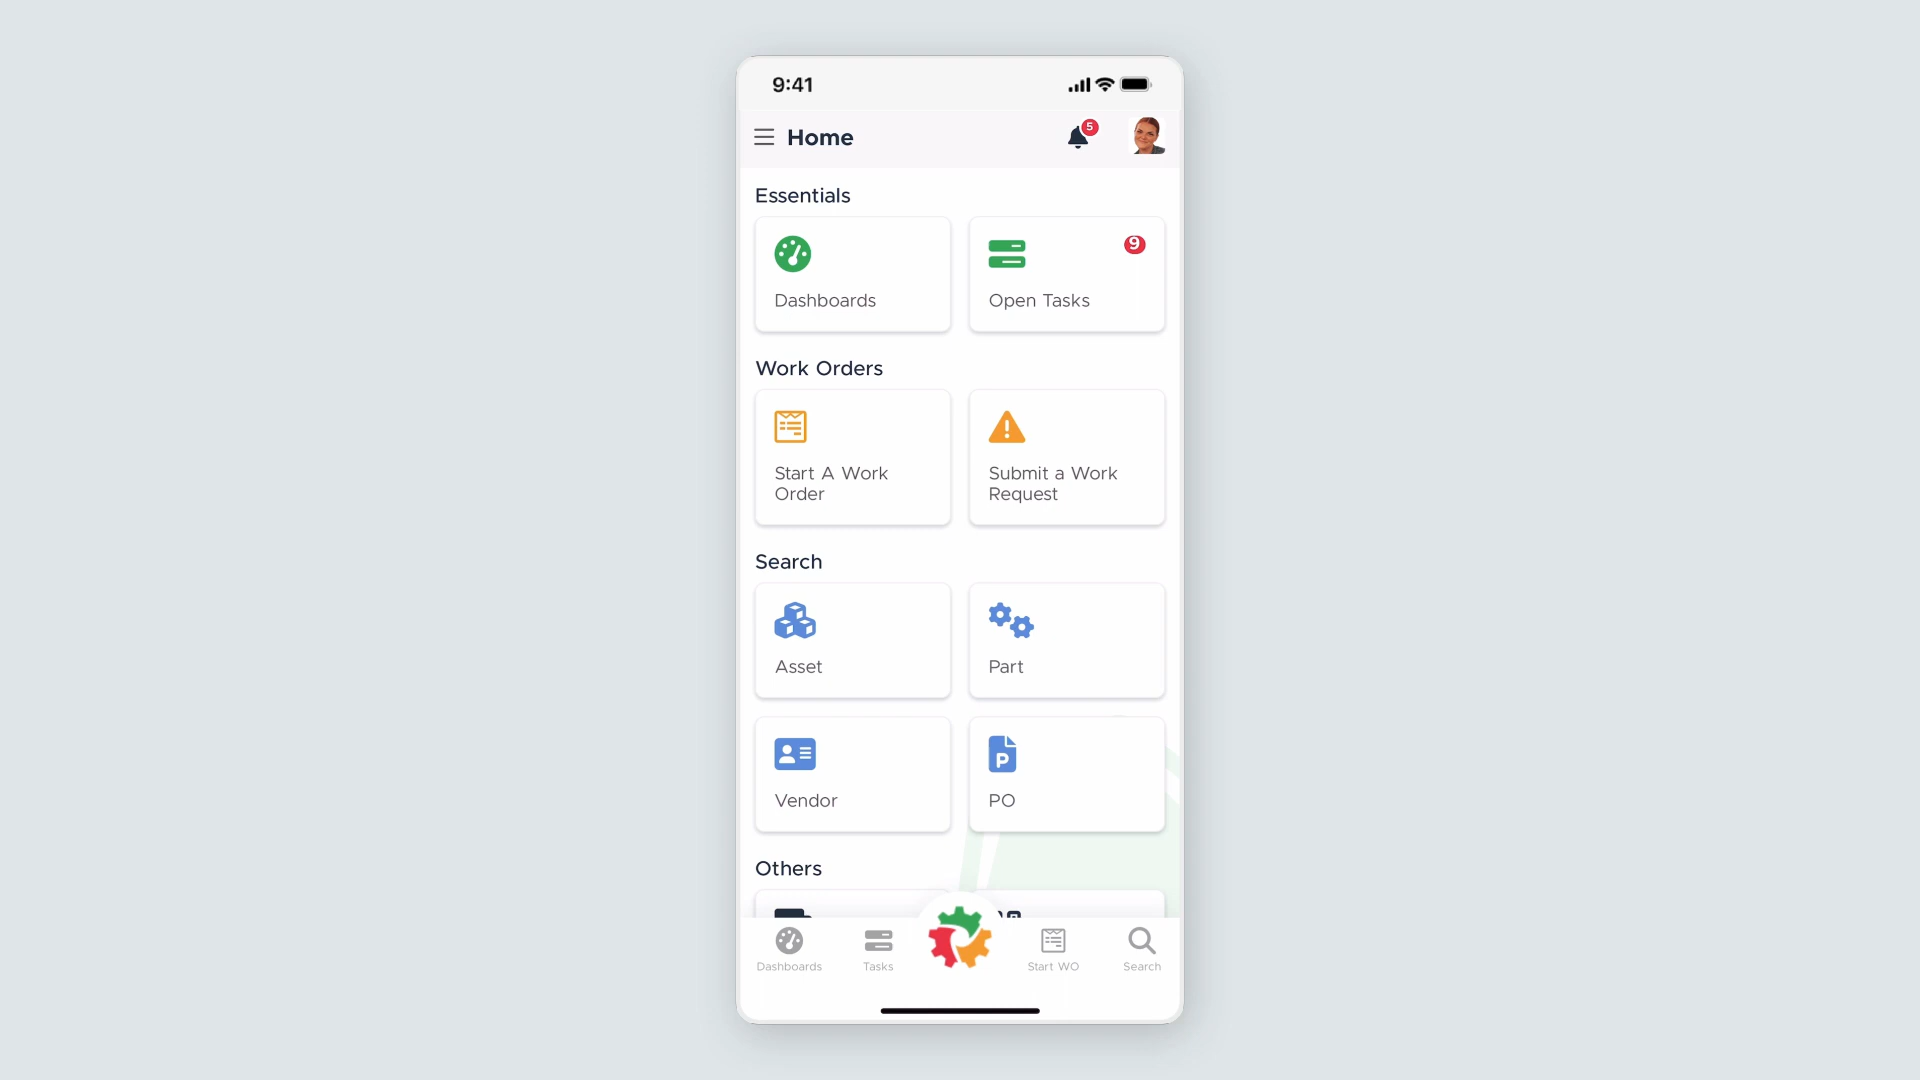 9:41
Home
5
Essentials
Dashboards
Open Tasks
9
Work Orders
Start A Work
Order
Submit a Work
Request
Search
Asset
Part
Vendor
P
PO
Others
Dashboards
Tasks
Start WO
Search